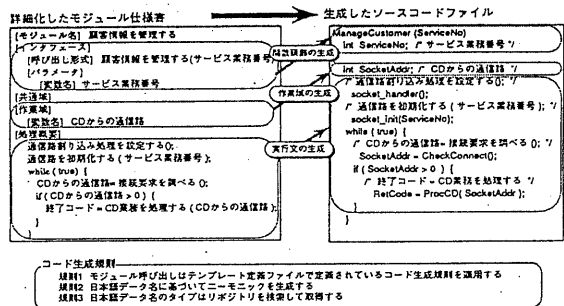 詳細化したモジュール仕様書
生成したソースコードファイル
[モジュール名] 顧客情報を管理する
[インタフェース]
[呼び出し形式] 顧客情報を管理する(サービス業務番号)
[パラメータ]
[変数名] サービス業務番号
[共通域]
[作業域]
[変数名] CDからの通信路
[処理概要]
通信路割り込み処理を設定する();
通信路を初期化する(サービス業務番号);
while (true) {
CDからの通信路=接続要求を調べる();
if(CDからの通信路 > 0) {
終了コード=CD業務を処理する(CDからの通信路);
}
}
関数頭部の生成
作業域の生成
実行文の生成
ManageCustomer (ServiceNo)
int ServiceNo; /* サービス業務番号 */
{
int SocketAddr; /* CDからの通信路 */
/* 通信路割り込み処理を設定する(); */
socket_handler();
/* 通信路を初期化する(サービス業務番号); */
socket_init(ServiceNo);
while (true) {
/* CDからの通信路=接続要求を調べる(); */
SocketAddr = CheckConnect();
if( SocketAddr > 0 ) {
/* 終了コード=CD業務を処理する */
RetCode = ProcCD( SocketAddr );
}
}
}
コード生成規則
規則1 モジュール呼び出しはテンプレート定義ファイルで定義されているコード生成規則を適用する
規則2 日本語データ名に基づいてニーモニックを生成する
規則3 日本語データ名のタイプはリポジトリを検索して取得する